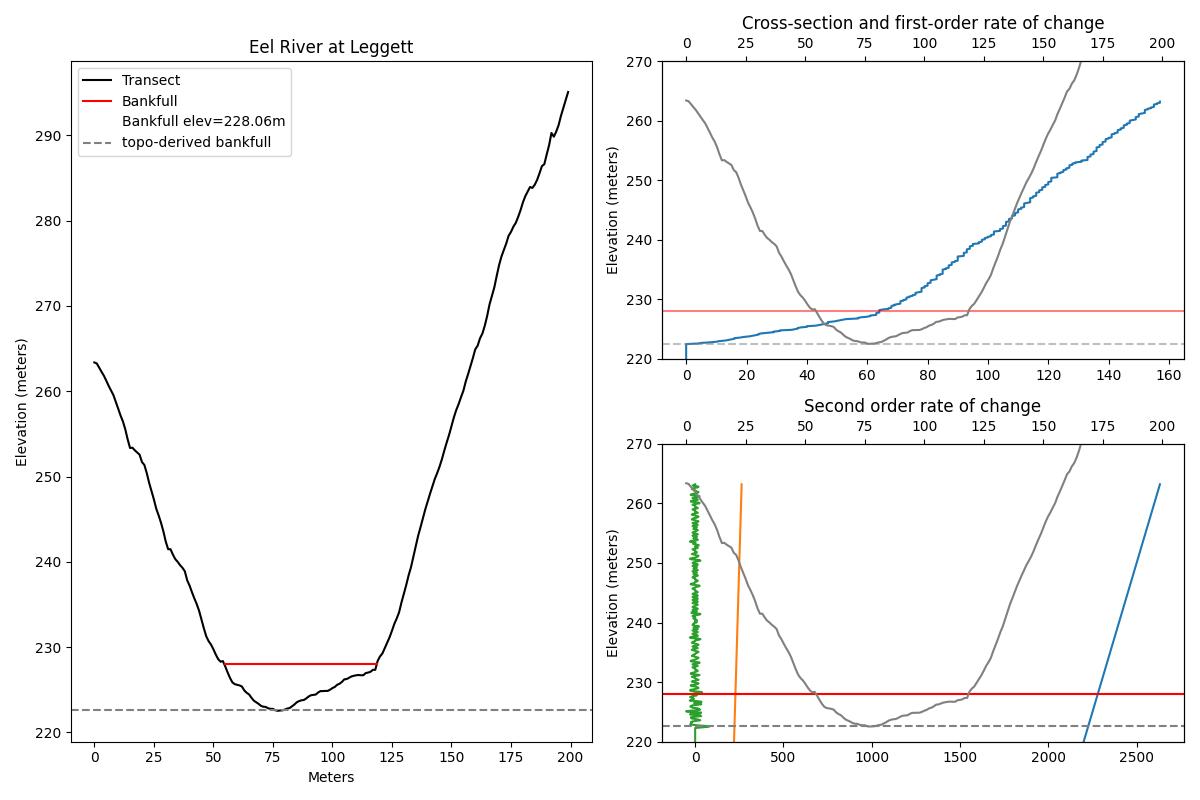 Eel River at Leggett
Transect
Bankfull
Bankfull elev=228.06m
topo-derived bankfull
290
280
270
260
250
240
230
220
Elevation (meters)
0 25 50 75 100 125 150 175 200
Meters
Cross-section and first-order rate of change
0 25 50 75 100 125 150 175 200
270
260
250
240
230
220
Elevation (meters)
0 20 40 60 80 100 120 140 160
Second order rate of change
0 25 50 75 100 125 150 175 200
270
260
250
240
230
220
Elevation (meters)
0 500 1000 1500 2000 2500